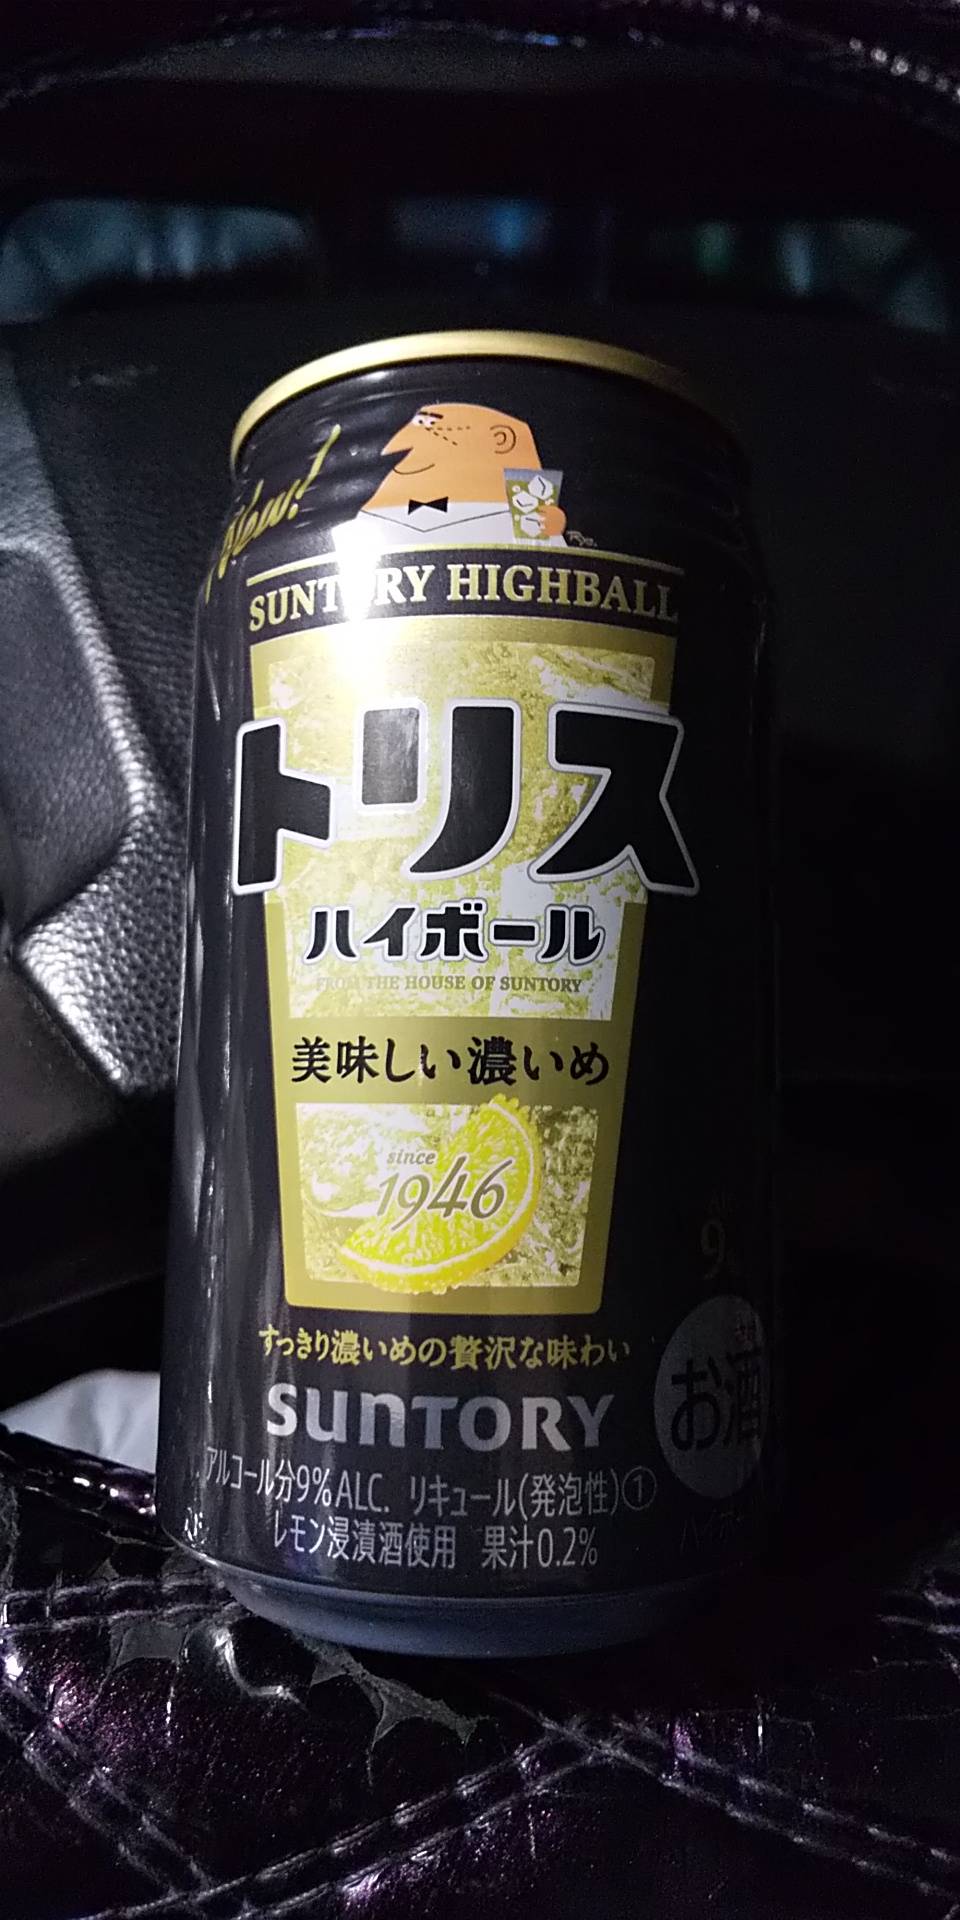 New!
SUNTORY HIGHBALL
トリス
ハイボール
FROM THE HOUSE OF SUNTORY
美味しい濃いめ
since
1946
すっきり濃いめの贅沢な味わい
SUNTORY
お酒
アルコール分9%ALC. リキュール(発泡性)①
レモン浸漬酒使用 果汁0.2%